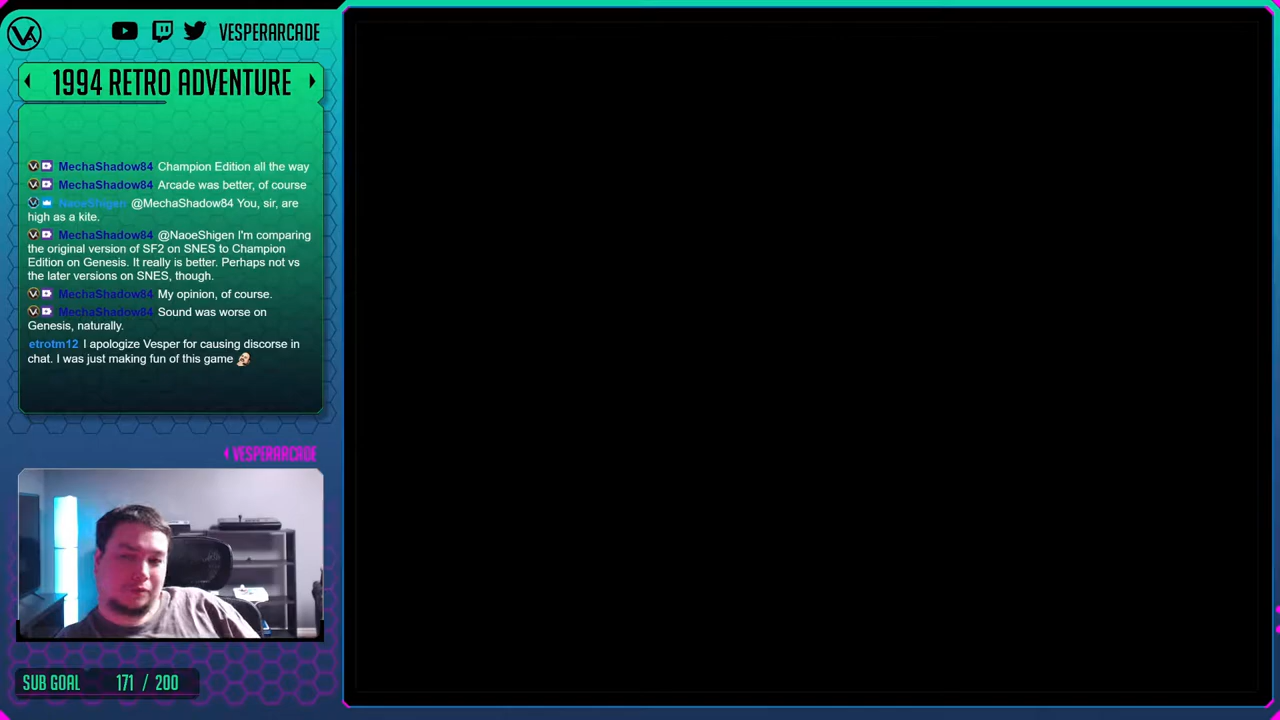 VA
VESPERARCADE
1994 RETRO ADVENTURE
MechaShadow84 Champion Edition all the way
MechaShadow84 Arcade was better, of course
NaoeShigen @MechaShadow84 You, sir, are
high as a kite.
MechaShadow84 @NaoeShigen I'm comparing
the original version of SF2 on SNES to Champion
Edition on Genesis. It really is better. Perhaps not vs
the later versions on SNES, though.
MechaShadow84 My opinion, of course.
MechaShadow84 Sound was worse on
Genesis, naturally.
etrotm12 I apologize Vesper for causing discorse in
chat. I was just making fun of this game
VESPERARCADE
SUB GOAL 171 / 200